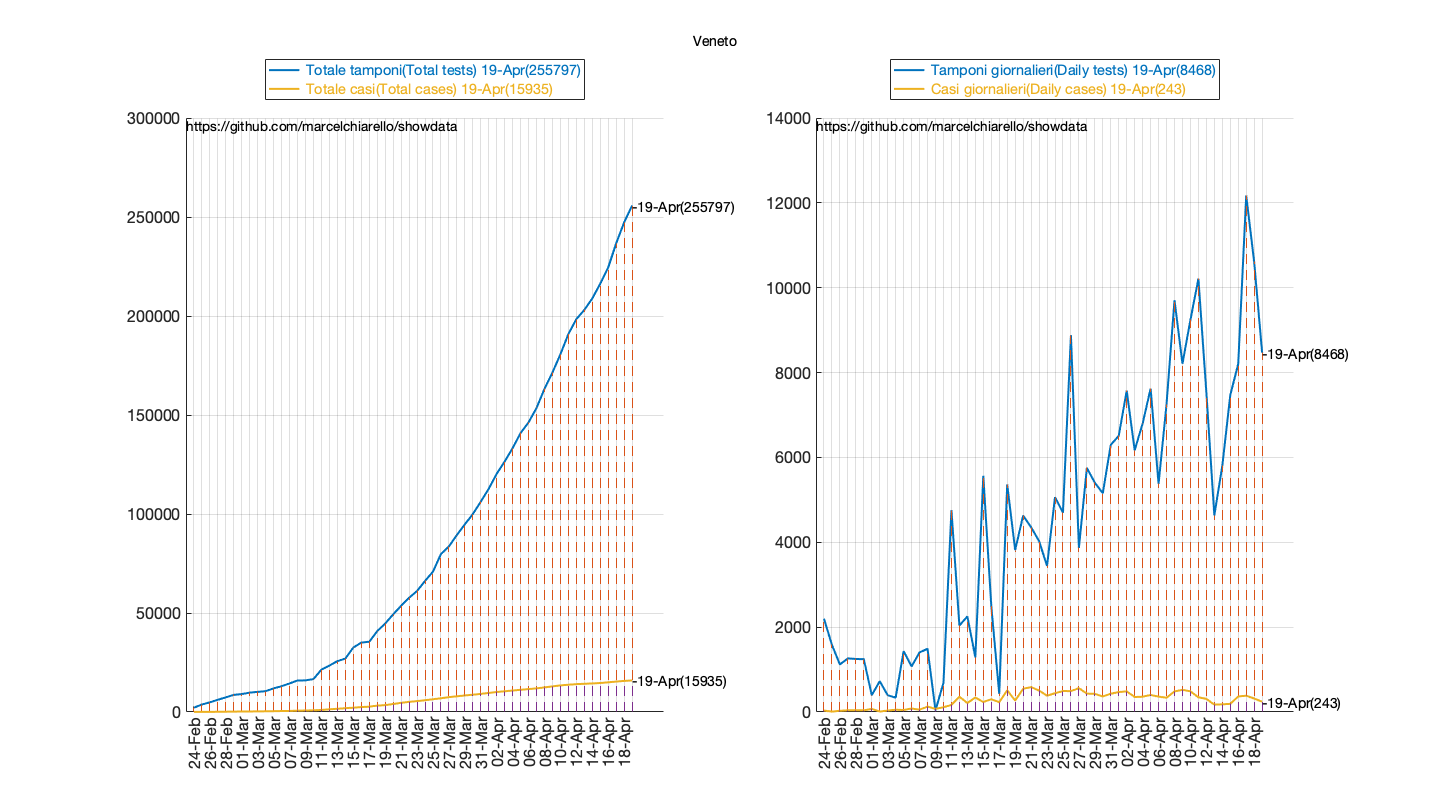 Veneto
Totale tamponi(Total tests) 19-Apr(255797)
Totale casi(Total cases) 19-Apr(15935)
300000
https://github.com/marcelchiarello/showdata
250000
200000
150000
100000
50000
0
19-Apr(255797)
19-Apr(15935)
24-Feb
26-Feb
28-Feb
01-Mar
03-Mar
05-Mar
07-Mar
09-Mar
11-Mar
13-Mar
15-Mar
17-Mar
19-Mar
21-Mar
23-Mar
25-Mar
27-Mar
29-Mar
31-Mar
02-Apr
04-Apr
06-Apr
08-Apr
10-Apr
12-Apr
14-Apr
16-Apr
18-Apr
Tamponi giornalieri(Daily tests) 19-Apr(8468)
Casi giornalieri(Daily cases) 19-Apr(243)
14000
https://github.com/marcelchiarello/showdata
12000
10000
8000
6000
4000
2000
0
19-Apr(8468)
19-Apr(243)
24-Feb
26-Feb
28-Feb
01-Mar
03-Mar
05-Mar
07-Mar
09-Mar
11-Mar
13-Mar
15-Mar
17-Mar
19-Mar
21-Mar
23-Mar
25-Mar
27-Mar
29-Mar
31-Mar
02-Apr
04-Apr
06-Apr
08-Apr
10-Apr
12-Apr
14-Apr
16-Apr
18-Apr